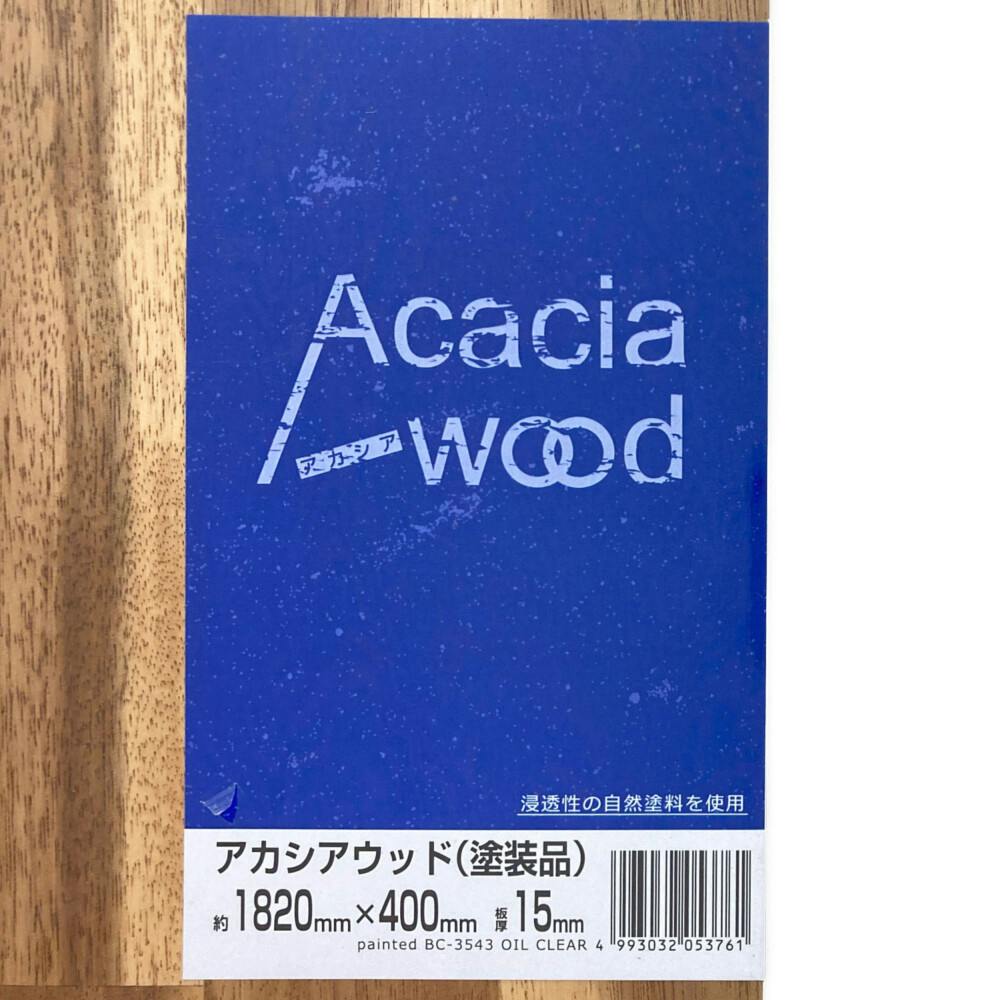 Acacia
wood
アカシア
浸透性の自然塗料を使用
アカシアウッド(塗装品)
約1820mm×400mm 板厚15mm
painted BC-3543 OIL CLEAR 4 993032 053761